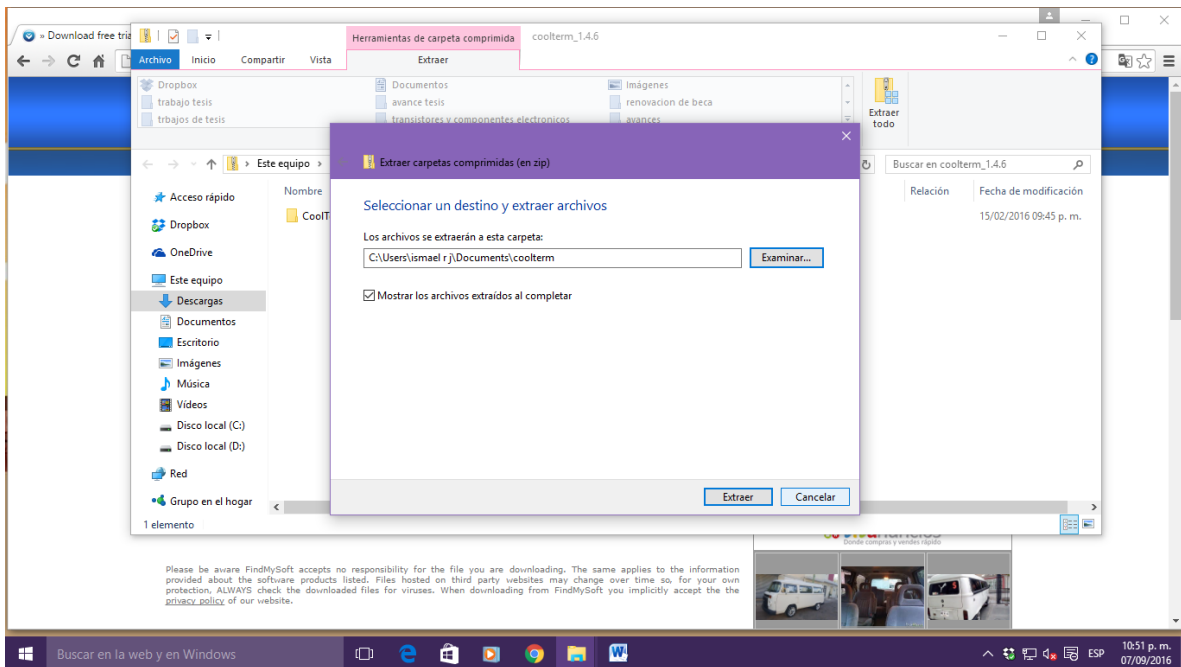 » Download free tria
Herramientas de carpeta comprimida
coolterm_1.4.6
Archivo
Inicio
Compartir
Vista
Extraer
Dropbox
Documentos
Imágenes
trabajo tesis
avance tesis
renovacion de beca
trbajos de tesis
transistores y componentes electronicos
avances
Extraer
todo
Este equipo
Buscar en coolterm_1.4.6
Extraer carpetas comprimidas (en zip)
Nombre
Relación
Fecha de modificación
CoolT
15/02/2016 09:45 p. m.
Acceso rápido
Dropbox
OneDrive
Este equipo
Descargas
Documentos
Escritorio
Imágenes
Música
Vídeos
Disco local (C:)
Disco local (D:)
Red
Grupo en el hogar
1 elemento
Seleccionar un destino y extraer archivos
Los archivos se extraerán a esta carpeta:
C:\Users\ismael r j\Documents\coolterm
Examinar...
Mostrar los archivos extraídos al completar
Extraer
Cancelar
Donde compras y vendes rápido
Please be aware FindMySoft accepts no responsibility for the file you are downloading. The same applies to the information
provided about the software products listed. Files hosted on third party websites may change over time so, for your own
protection, ALWAYS check the downloaded files for viruses. When downloading from FindMySoft you implicitly accept the the
privacy policy of our website.
Buscar en la web y en Windows
ESP
10:51 p. m.
07/09/2016